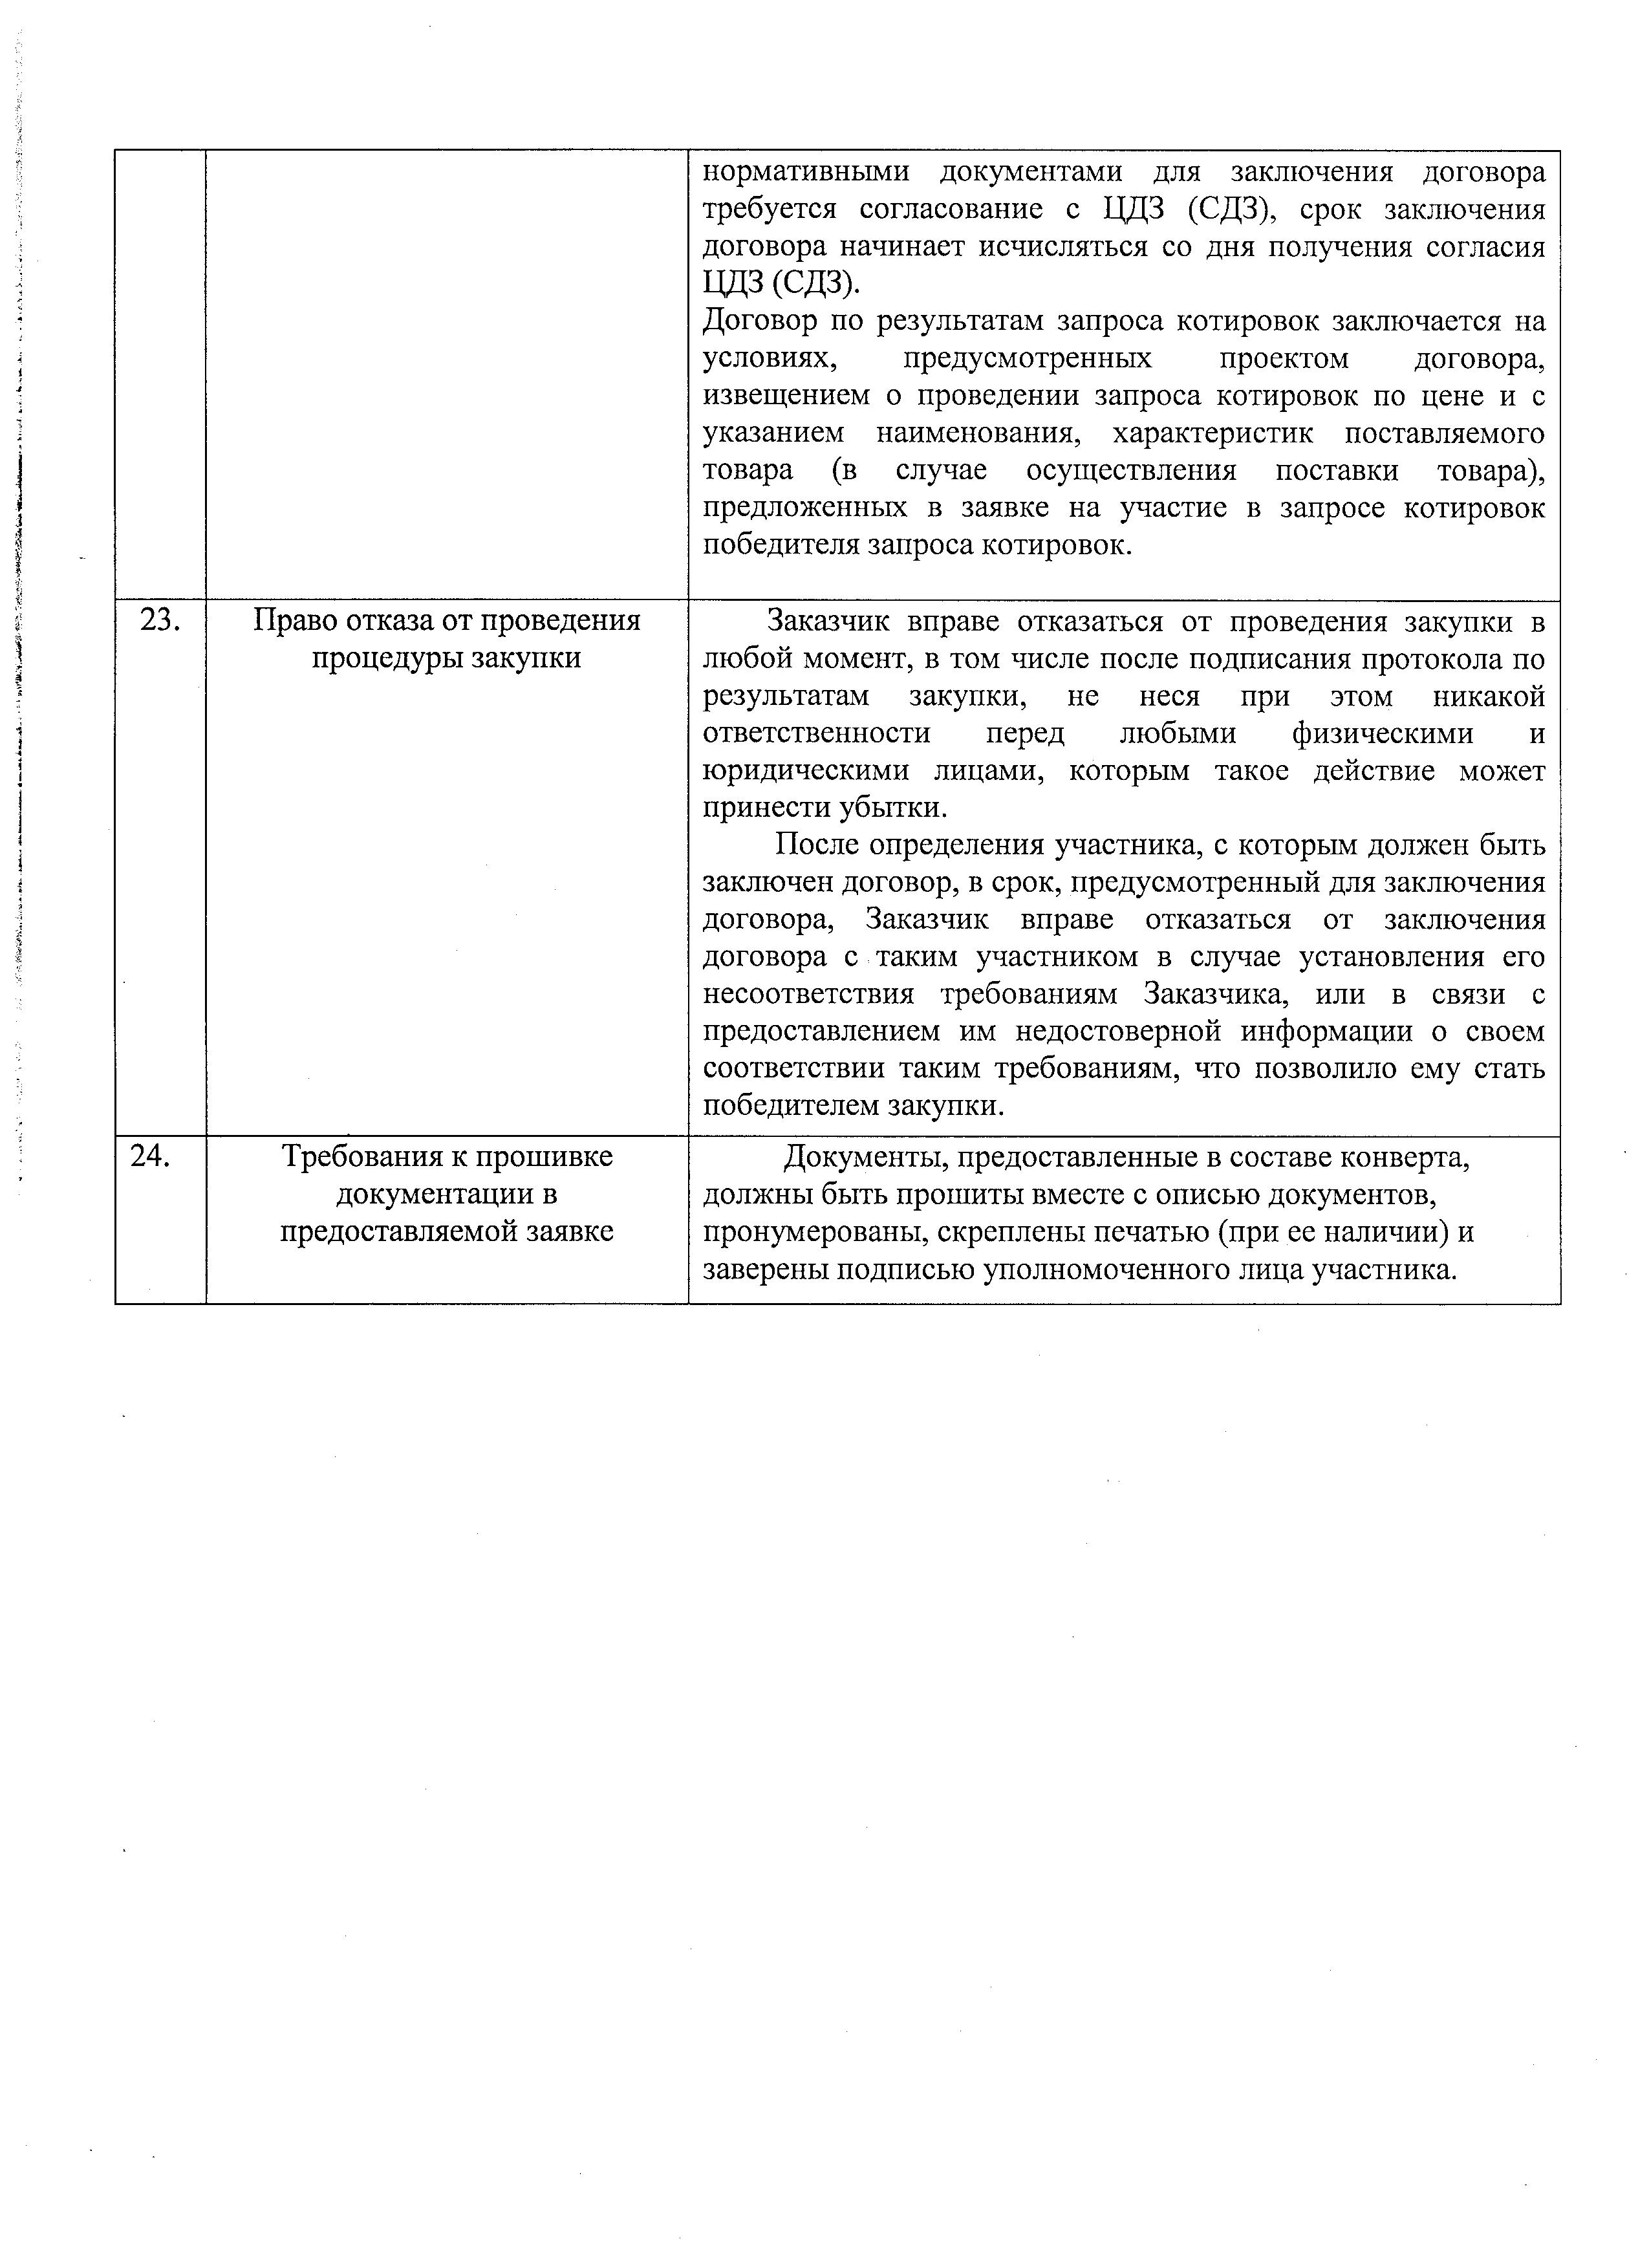 нормативными документами для заключения договора
требуется согласование с ЦДЗ (СДЗ), срок заключения
договора начинает исчисляться со дня получения согласия
ЦДЗ (СДЗ).
Договор по результатам запроса котировок заключается на
условиях, предусмотренных проектом договора,
извещением о проведении запроса котировок по цене и с
указанием наименования, характеристик поставляемого
товара (в случае осуществления поставки товара),
предложенных в заявке на участие в запросе котировок
победителя запроса котировок.
23.
Право отказа от проведения
процедуры закупки
Заказчик вправе отказаться от проведения закупки в
любой момент, в том числе после подписания протокола по
результатам закупки, не неся при этом никакой
ответственности перед любыми физическими и
юридическими лицами, которым такое действие может
принести убытки.
После определения участника, с которым должен быть
заключен договор, в срок, предусмотренный для заключения
договора, Заказчик вправе отказаться от заключения
договора с таким участником в случае установления его
несоответствия требованиям Заказчика, или в связи с
предоставлением им недостоверной информации о своем
соответствии таким требованиям, что позволило ему стать
победителем закупки.
24.
Требования к прошивке
документации в
предоставляемой заявке
Документы, предоставленные в составе конверта,
должны быть прошиты вместе с описью документов,
пронумерованы, скреплены печатью (при ее наличии) и
заверены подписью уполномоченного лица участника.